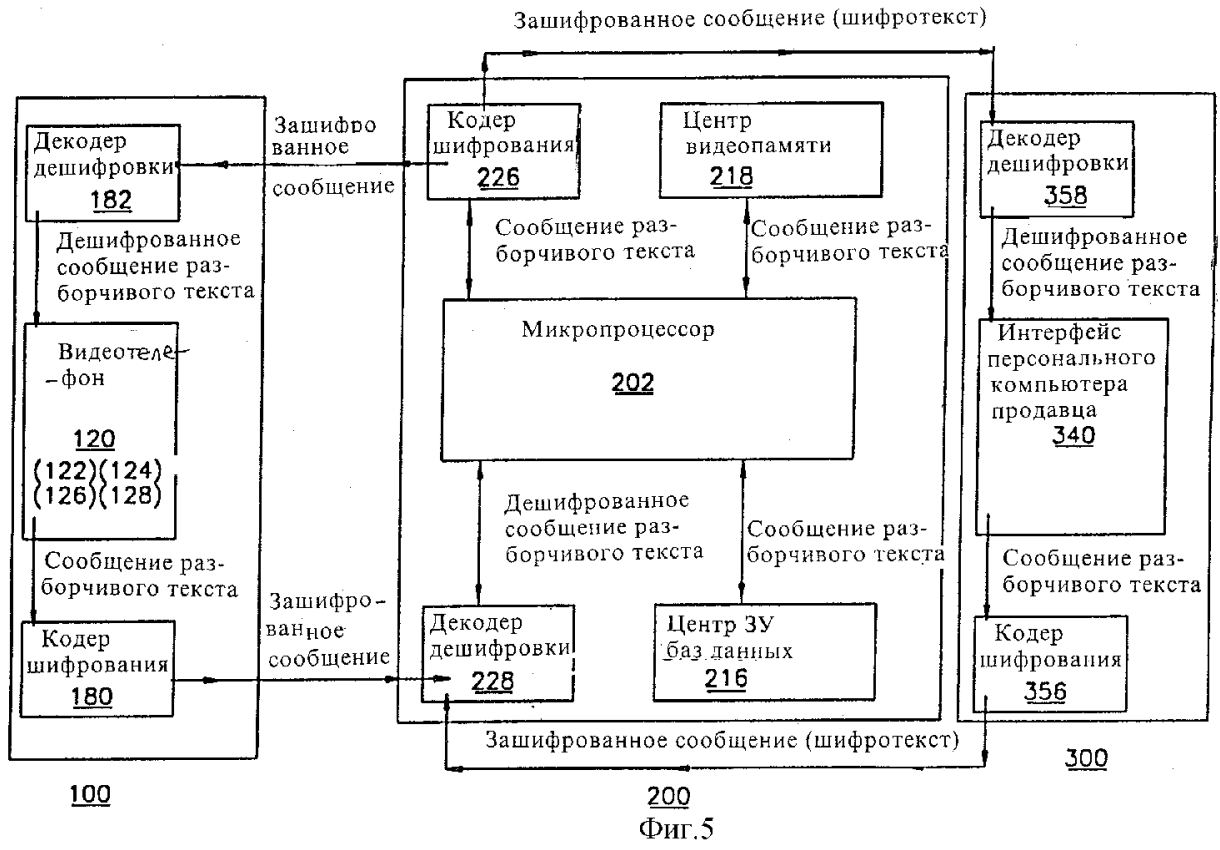 Зашифрованное сообщение (шифротекст)
Декодер
дешифровки
182
Зашифро
ванное
сообщение
Кодер
шифрования
226
Центр
видеопамяти
218
Декодер
дешифровки
358
Дешифрованное
сообщение раз-
борчивого текста
Сообщение раз-
борчивого текста
Сообщение раз-
борчивого текста
Дешифрованное
сообщение раз-
борчивого текста
Видеотеле-
-фон
120
(122)(124)
(126)(128)
Микропроцессор
202
Интерфейс
персонального
компьютера
продавца
340
Сообщение раз-
борчивого текста
Дешифрованное
сообщение раз-
борчивого текста
Сообщение раз-
борчивого текста
Сообщение раз-
борчивого текста
Кодер
шифрования
180
Зашифро-
ванное
сообщение
Декодер
дешифровки
228
Центр ЗУ
баз данных
216
Кодер
шифрования
356
Зашифрованное сообщение (шифротекст)
100
200
300
Фиг.5